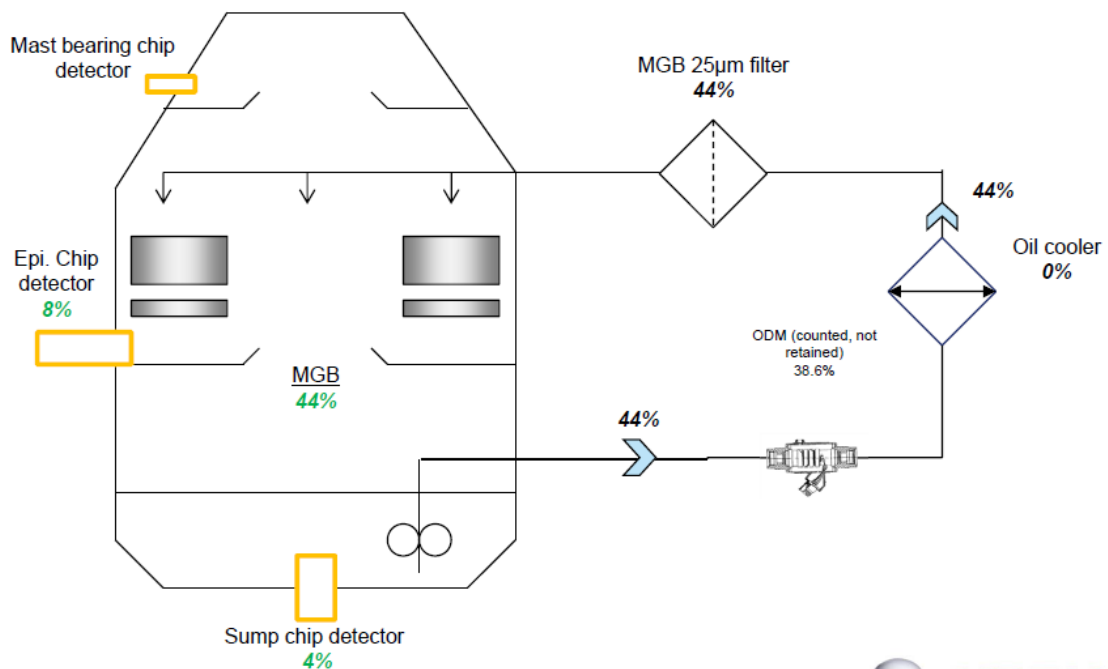 Mast bearing chip
detector
MGB 25µm filter
44%
44%
Oil cooler
0%
Epi. Chip
detector
8%
ODM (counted, not
retained)
38.6%
MGB
44%
44%
Sump chip detector
4%